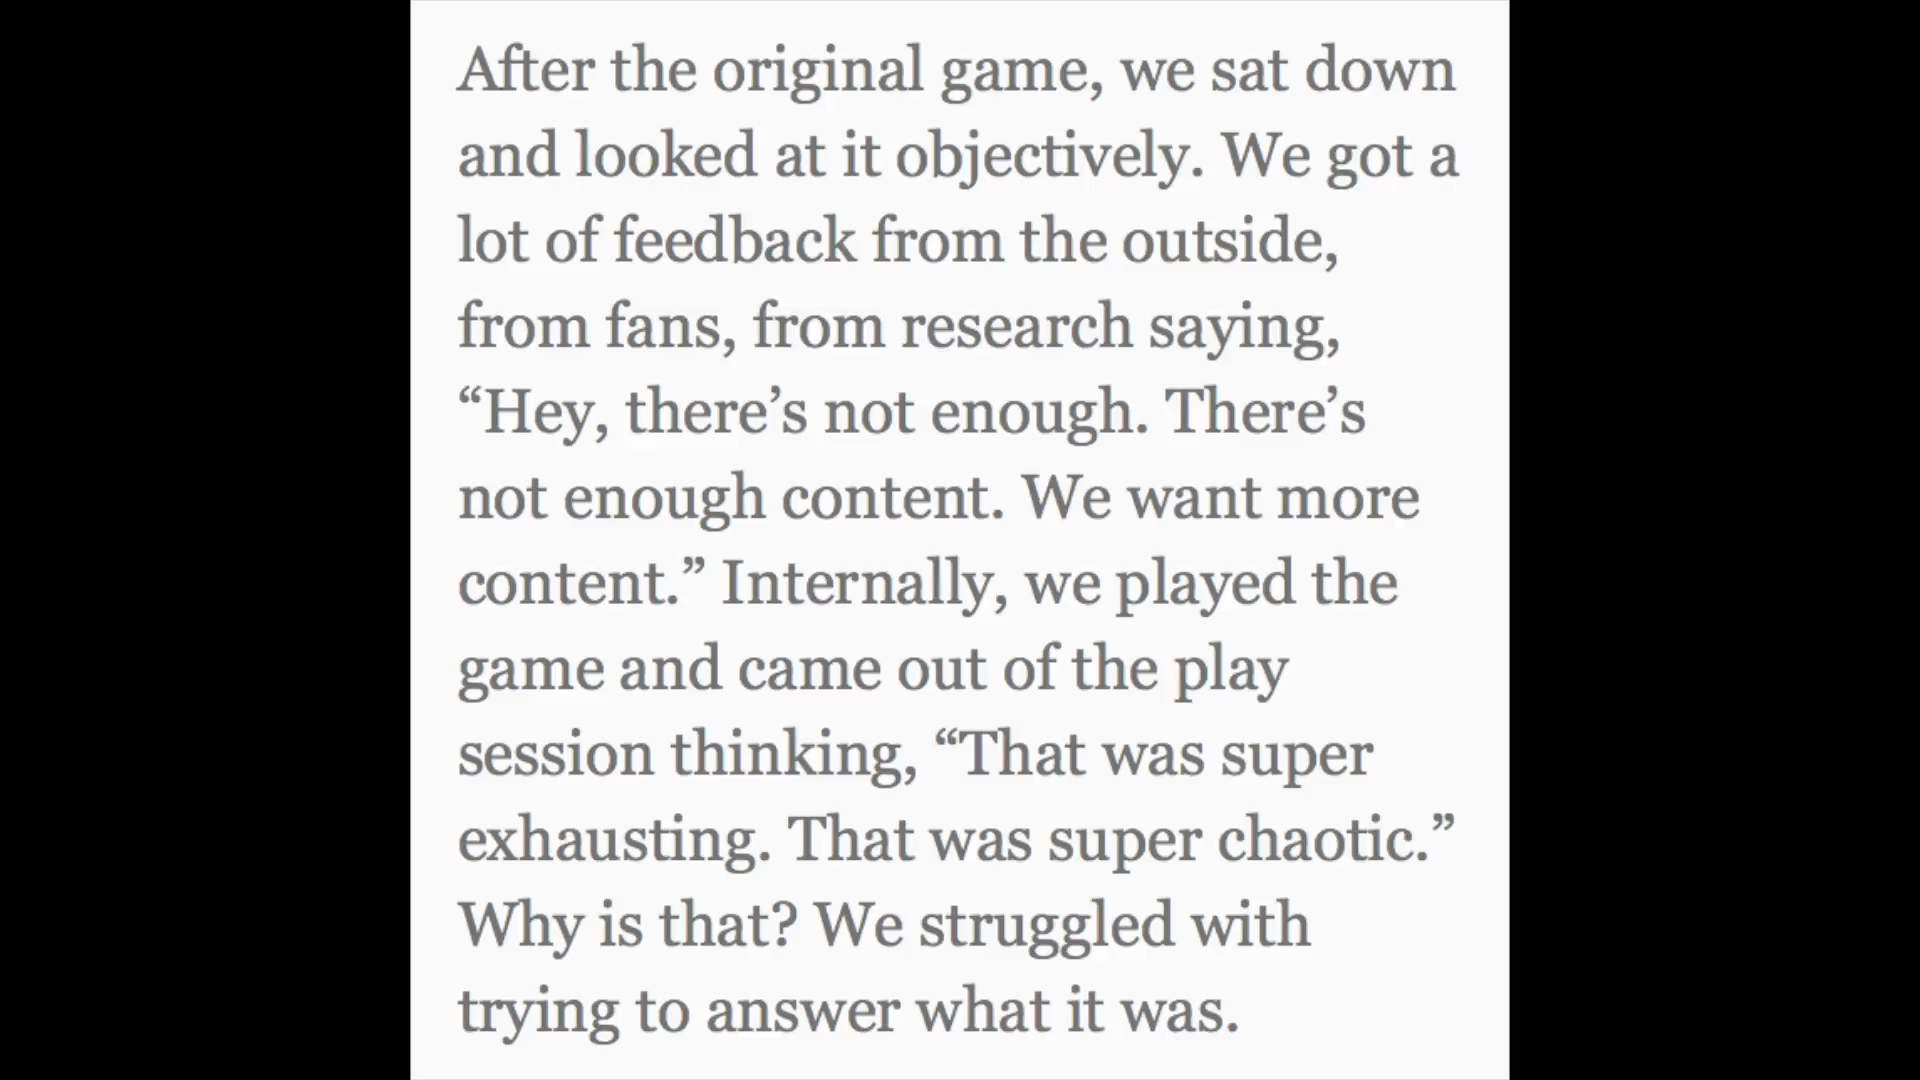 After the original game, we sat down
and looked at it objectively. We got a
lot of feedback from the outside,
from fans, from research saying,
“Hey, there’s not enough. There’s
not enough content. We want more
content.” Internally, we played the
game and came out of the play
session thinking, “That was super
exhausting. That was super chaotic.”
Why is that? We struggled with
trying to answer what it was.